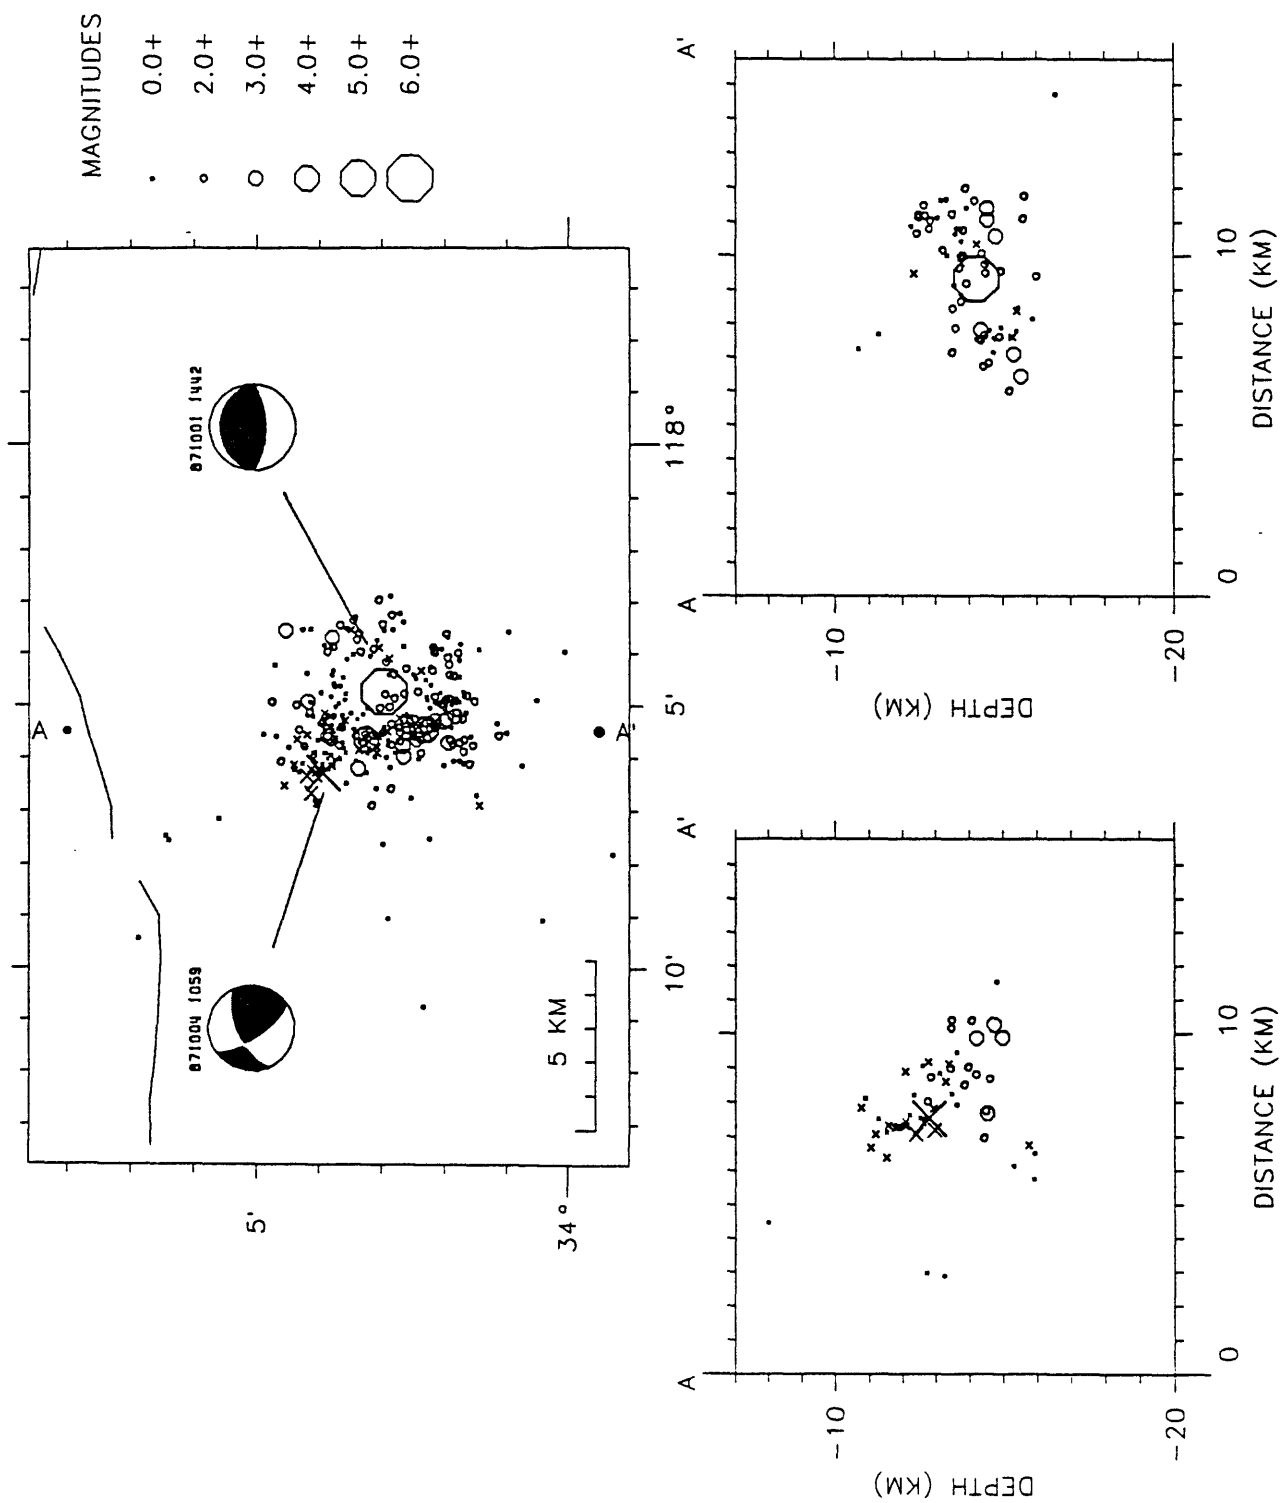 MAGNITUDES
0.0+
2.0+
3.0+
4.0+
5.0+
6.0+
871004 1059
871001 1442
A
A'
5 KM
5'
34°
10'
5'
118°
A
A'
-10
-20
DEPTH (KM)
0
10
DISTANCE (KM)
A
A'
-10
-20
DEPTH (KM)
0
10
DISTANCE (KM)